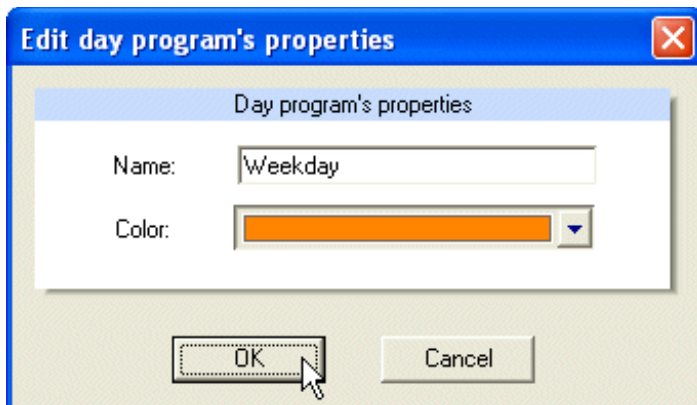 Edit day program's properties
Day program's properties
Name: Weekday
Color:
OK Cancel